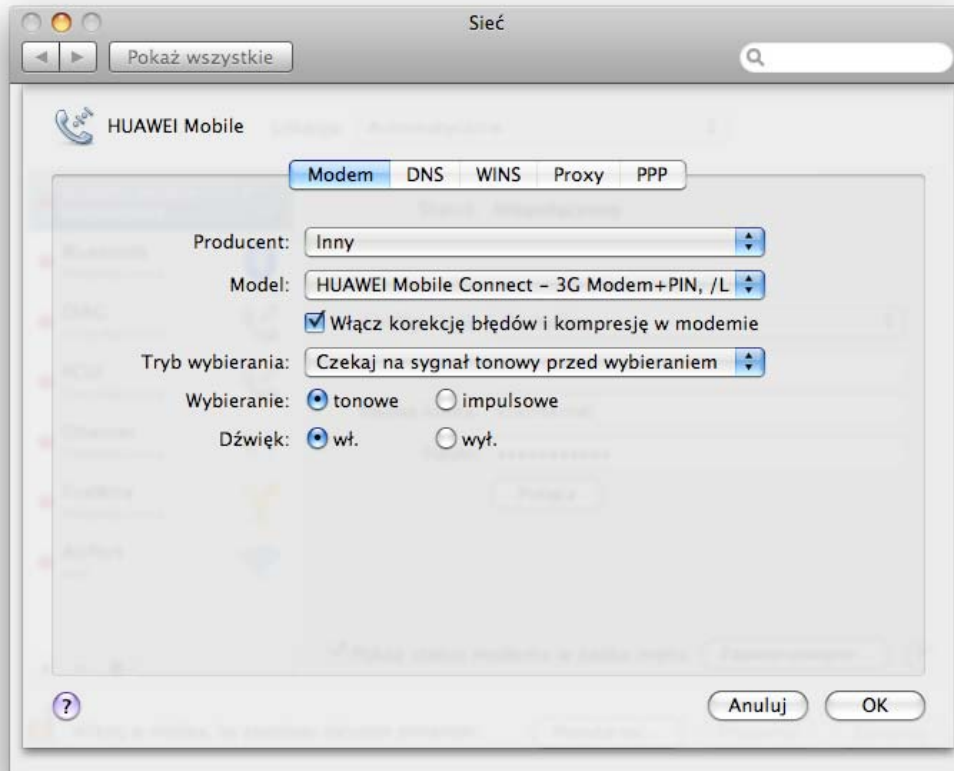 Sieć
Pokaż wszystkie
HUAWEI Mobile
Modem DNS WINS Proxy PPP
Producent: Inny
Model: HUAWEI Mobile Connect – 3G Modem+PIN, /L
Włącz korekcję błędów i kompresję w modemie
Tryb wybierania: Czekaj na sygnał tonowy przed wybieraniem
Wybieranie: tonowe impulsowe
Dźwięk: wł. wył.
? Anuluj OK